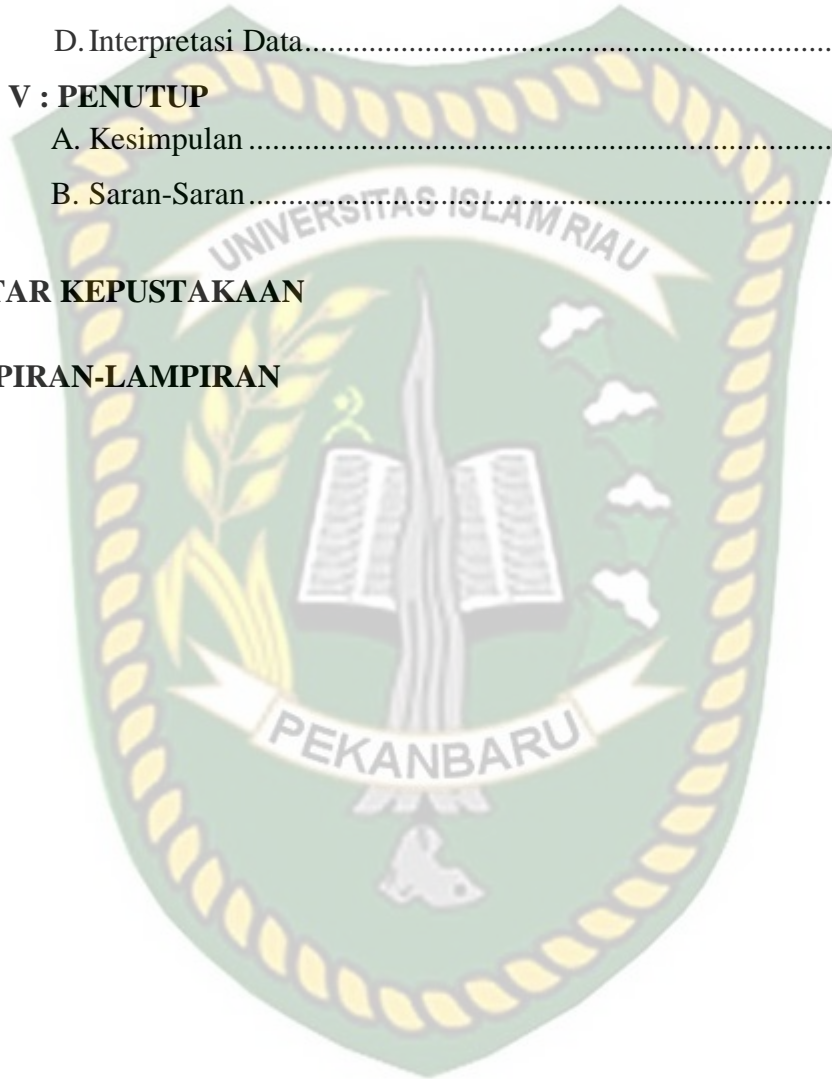 D. Interpretasi Data......................................................................
V : PENUTUP
A. Kesimpulan...........................................................................
B. Saran-Saran...........................................................................
UNIVERSITAS ISLAM RIAU
TAR KEPUSTAKAAN
PIRAN-LAMPIRAN
PEKANBARU